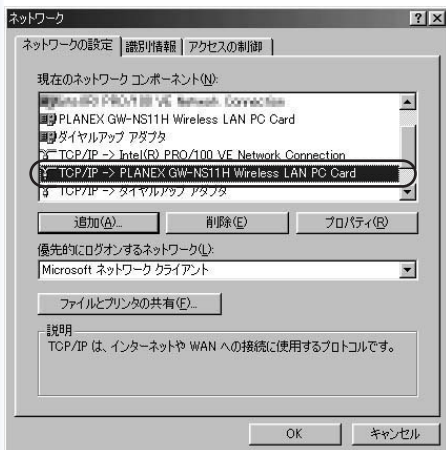 ネットワーク
ネットワークの設定 識別情報 アクセスの制御
現在のネットワーク コンポーネント(N):
Intel(R) PRO/100 VE Network Connection
PLANEX GW-NS11H Wireless LAN PC Card
ダイヤルアップ アダプタ
TCP/IP -> Intel(R) PRO/100 VE Network Connection
TCP/IP -> PLANEX GW-NS11H Wireless LAN PC Card
TCP/IP -> ダイヤルアップ アダプタ
追加(A)... 削除(E) プロパティ(R)
優先的にログオンするネットワーク(L):
Microsoft ネットワーク クライアント
ファイルとプリンタの共有(F)...
説明
TCP/IP は、インターネットや WAN への接続に使用するプロトコルです。
OK キャンセル